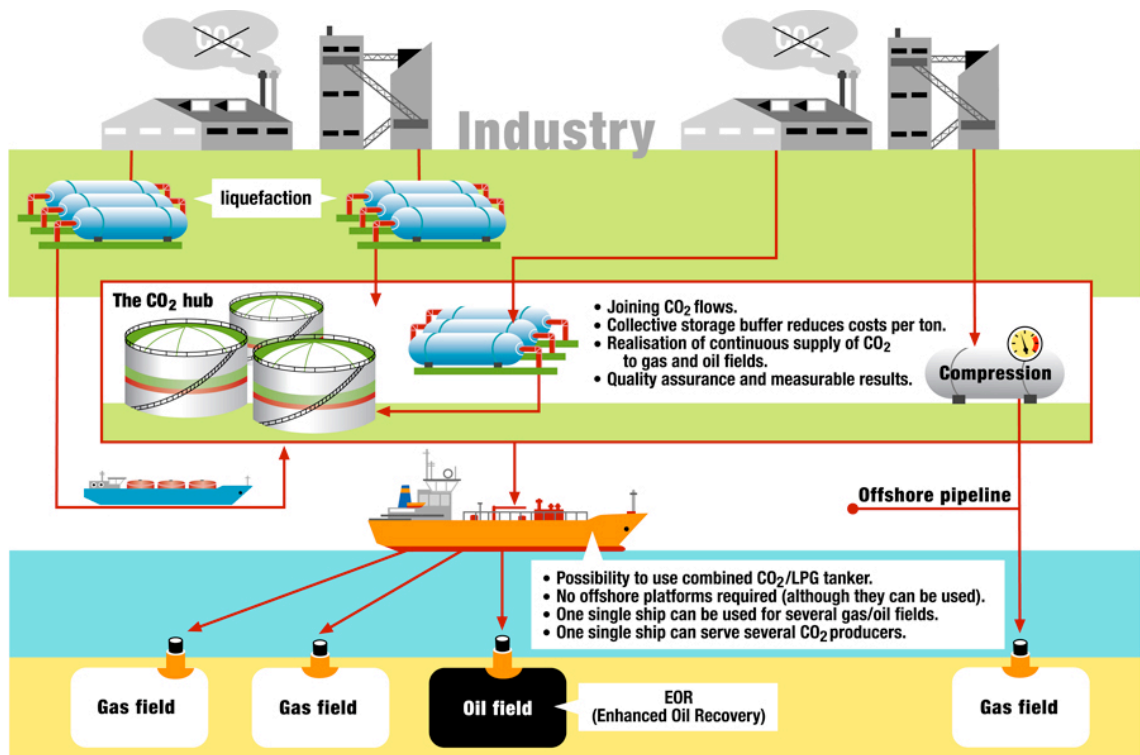 CO2
CO2
Industry
liquefaction
The CO2 hub
• Joining CO2 flows.
• Collective storage buffer reduces costs per ton.
• Realisation of continuous supply of CO2
to gas and oil fields.
• Quality assurance and measurable results.
Compression
Offshore pipeline
• Possibility to use combined CO2/LPG tanker.
• No offshore platforms required (although they can be used).
• One single ship can be used for several gas/oil fields.
• One single ship can serve several CO2 producers.
Gas field
Gas field
Oil field
EOR
(Enhanced Oil Recovery)
Gas field